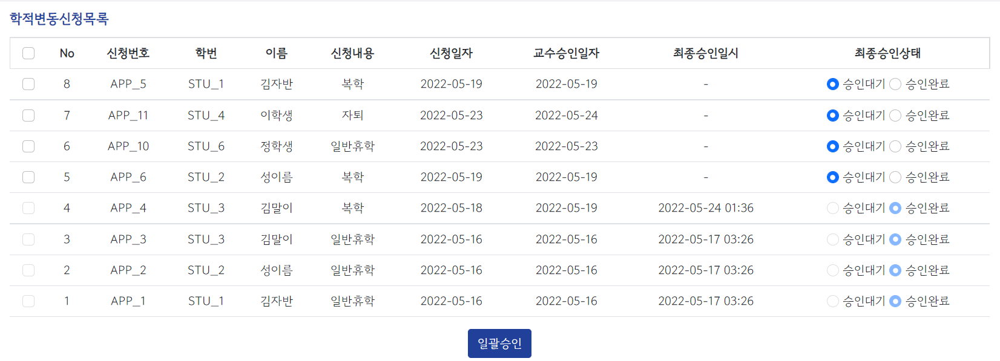 학적변동신청목록
No 신청번호 학번 이름 신청내용 신청일자 교수승인일자 최종승인일시 최종승인상태
8 APP_5 STU_1 김자반 복학 2022-05-19 2022-05-19 - 승인대기 승인완료
7 APP_11 STU_4 이학생 자퇴 2022-05-23 2022-05-24 - 승인대기 승인완료
6 APP_10 STU_6 정학생 일반휴학 2022-05-23 2022-05-23 - 승인대기 승인완료
5 APP_6 STU_2 성이름 복학 2022-05-19 2022-05-19 - 승인대기 승인완료
4 APP_4 STU_3 김말이 복학 2022-05-18 2022-05-19 2022-05-24 01:36 승인대기 승인완료
3 APP_3 STU_3 김말이 일반휴학 2022-05-16 2022-05-16 2022-05-17 03:26 승인대기 승인완료
2 APP_2 STU_2 성이름 일반휴학 2022-05-16 2022-05-16 2022-05-17 03:26 승인대기 승인완료
1 APP_1 STU_1 김자반 일반휴학 2022-05-16 2022-05-16 2022-05-17 03:26 승인대기 승인완료
일괄승인